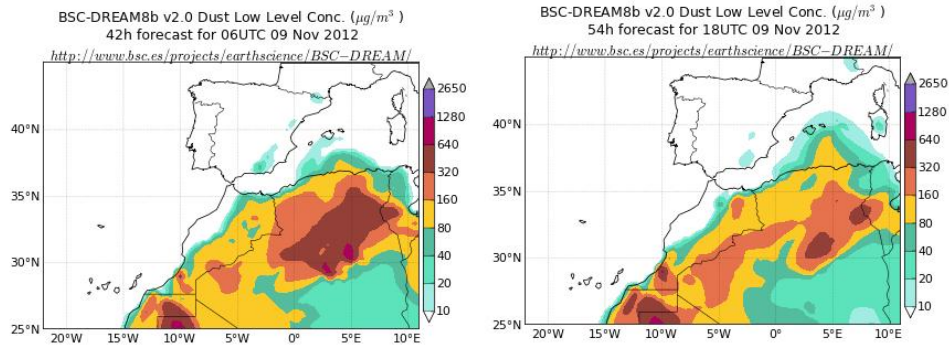 BSC-DREAM8b v2.0 Dust Low Level Conc. (µg/m³ )
42h forecast for 06UTC 09 Nov 2012
http://www.bsc.es/projects/earthscience/BSC−DREAM/
40°N
35°N
30°N
25°N
20°W
15°W
10°W
5°W
0°
5°E
10°E
2650
1280
640
320
160
80
40
20
10
BSC-DREAM8b v2.0 Dust Low Level Conc. (µg/m³ )
54h forecast for 18UTC 09 Nov 2012
http://www.bsc.es/projects/earthscience/BSC−DREAM/
40°N
35°N
30°N
25°N
20°W
15°W
10°W
5°W
0°
5°E
10°E
2650
1280
640
320
160
80
40
20
10